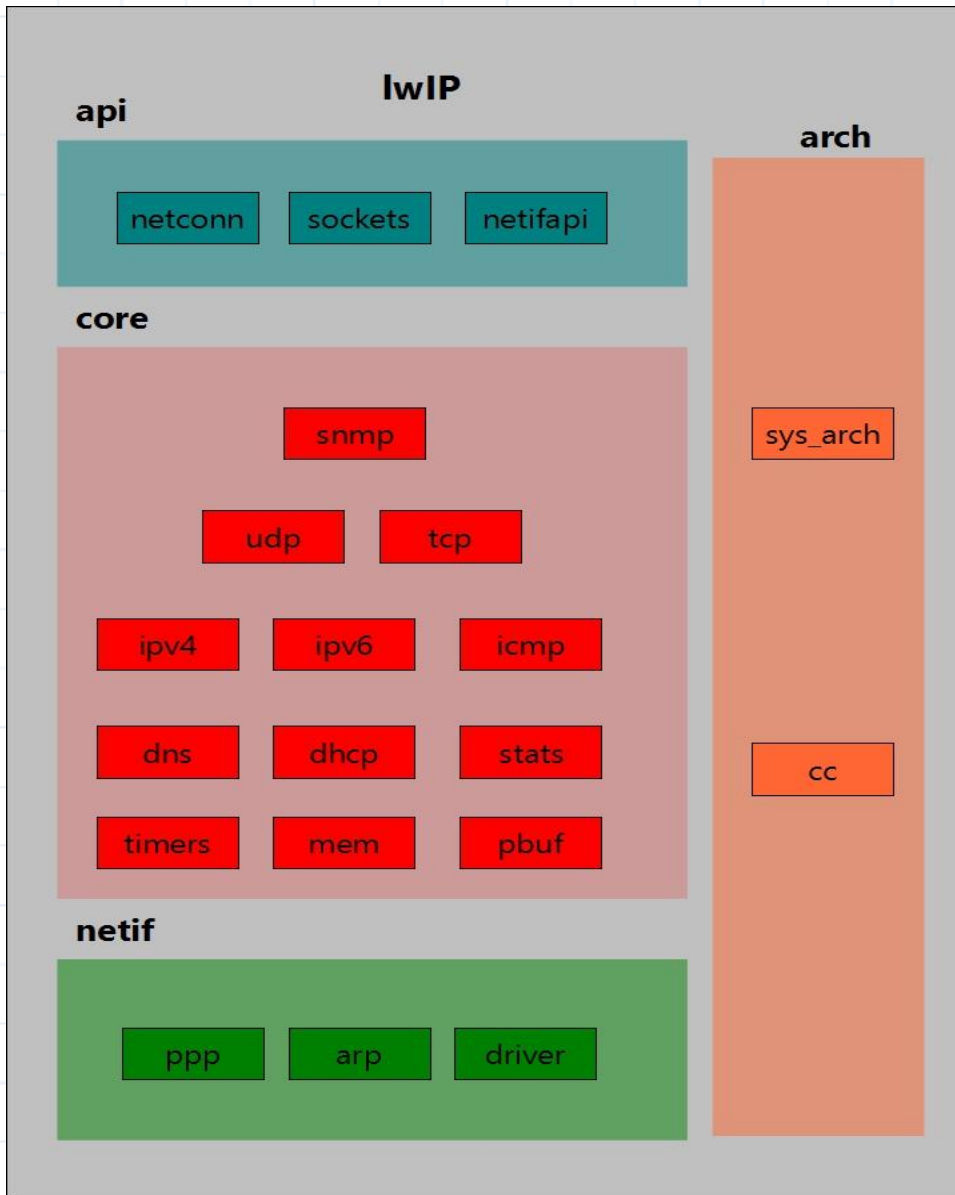 lwIP
api
netconn sockets netifapi
core
snmp
udp tcp
ipv4 ipv6 icmp
dns dhcp stats
timers mem pbuf
netif
ppp arp driver
arch
sys_arch
cc